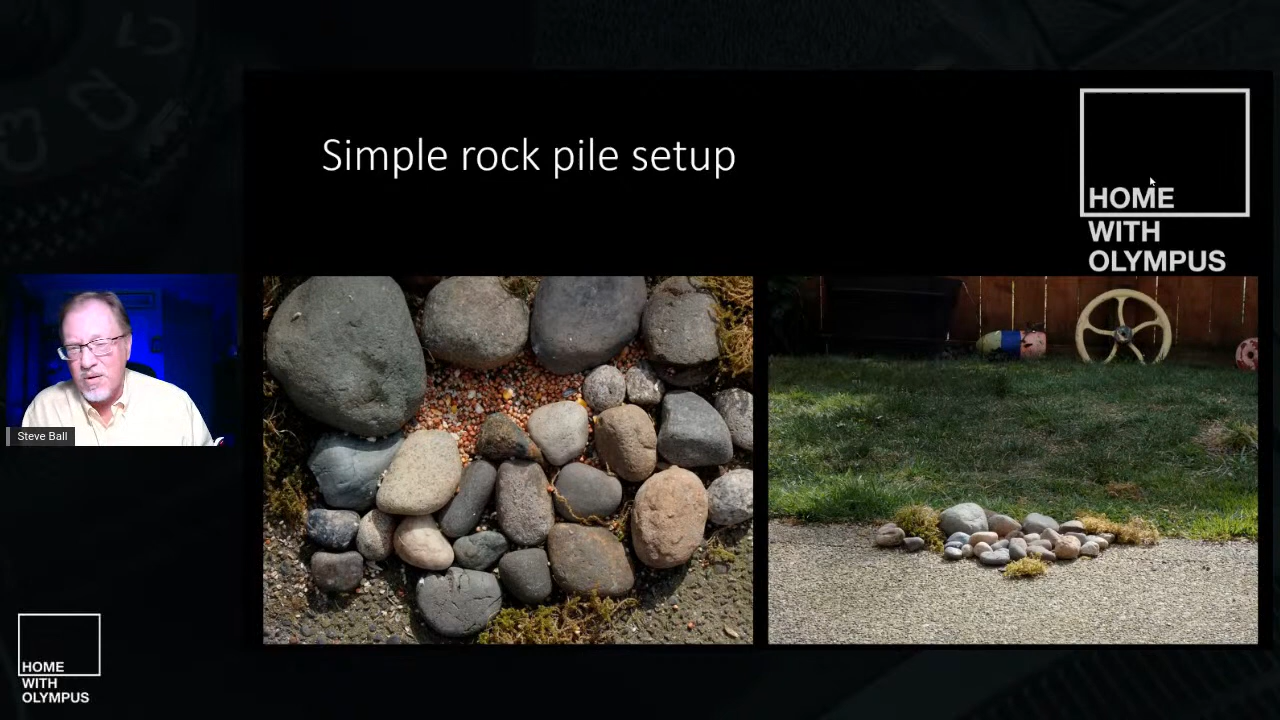 Simple rock pile setup
HOME
WITH
OLYMPUS
Steve Ball
HOME
WITH
OLYMPUS